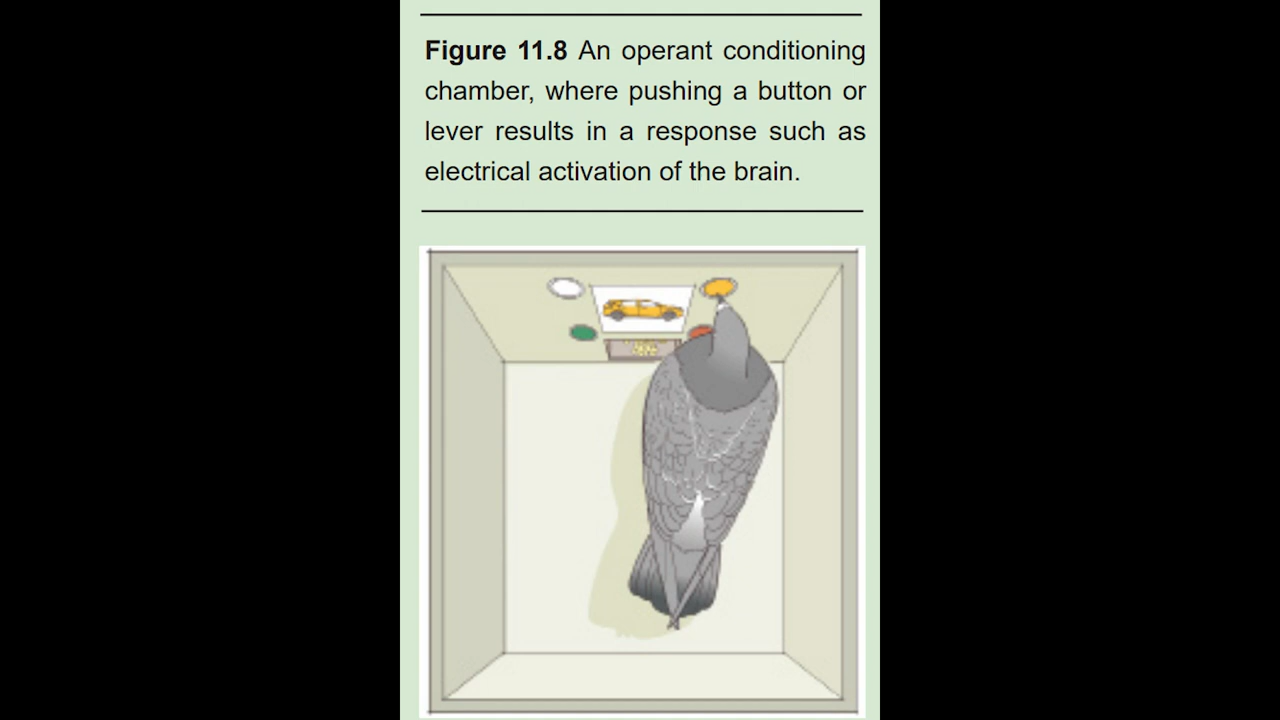 Figure 11.8 An operant conditioning
chamber, where pushing a button or
lever results in a response such as
electrical activation of the brain.